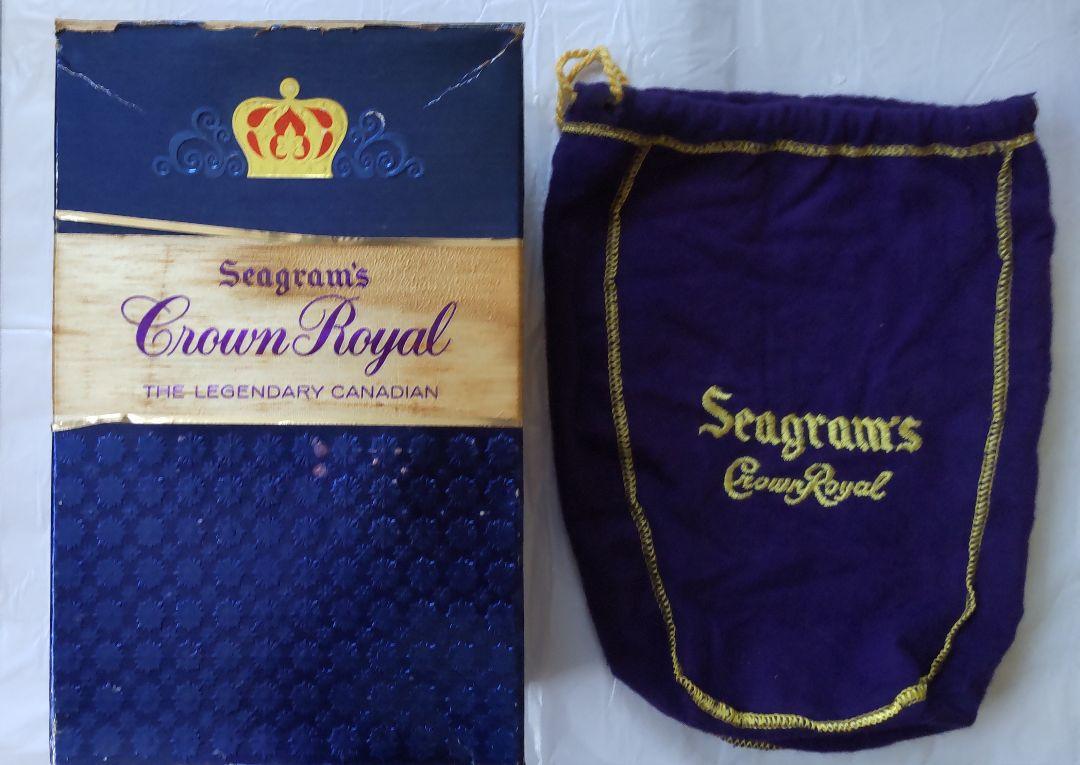 Seagram's
Crown Royal
THE LEGENDARY CANADIAN
Seagram's
Crown Royal